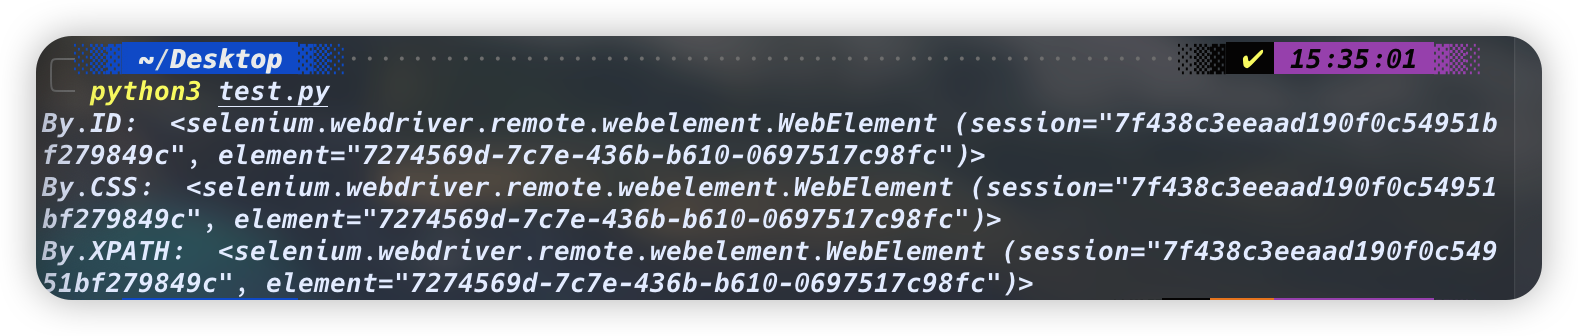 ~/Desktop ✔ 15:35:01
python3 test.py
By.ID:  <selenium.webdriver.remote.webelement.WebElement (session="7f438c3eeaad190f0c54951b
f279849c", element="7274569d-7c7e-436b-b610-0697517c98fc")>
By.CSS:  <selenium.webdriver.remote.webelement.WebElement (session="7f438c3eeaad190f0c54951
bf279849c", element="7274569d-7c7e-436b-b610-0697517c98fc")>
By.XPATH:  <selenium.webdriver.remote.webelement.WebElement (session="7f438c3eeaad190f0c549
51bf279849c", element="7274569d-7c7e-436b-b610-0697517c98fc")>